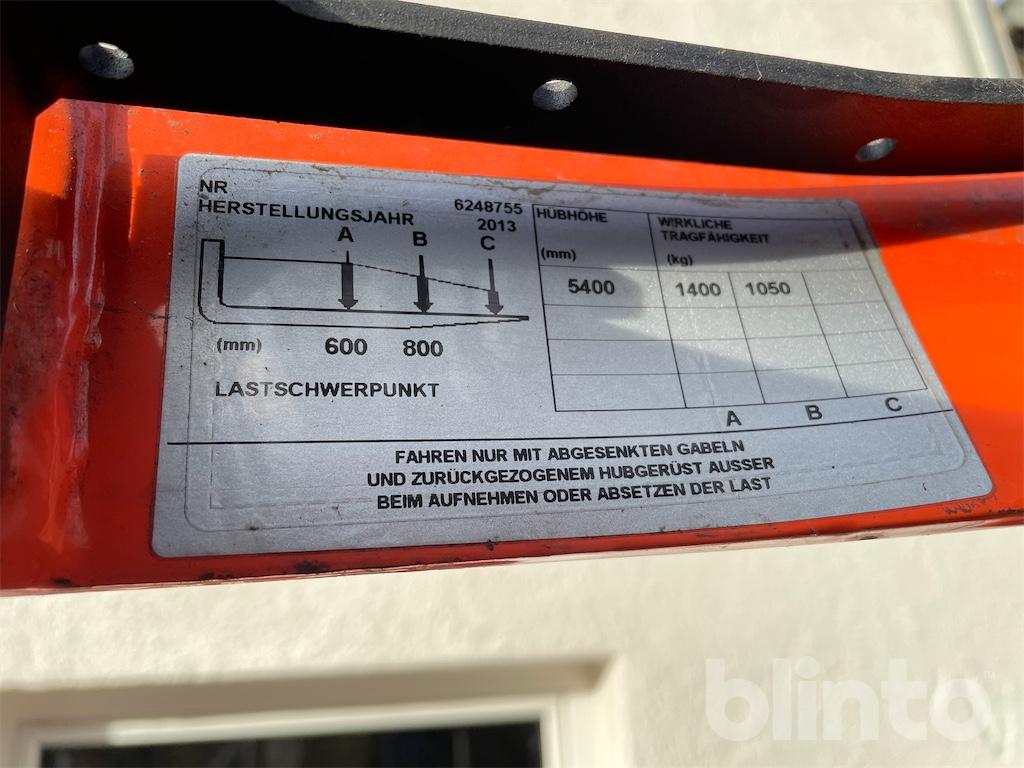 NR 6248755
HERSTELLUNGSJAHR 2013
A B C
(mm) 600 800
LASTSCHWERPUNKT
HUBHÖHE
(mm)
WIRKLICHE
TRAGFÄHIGKEIT
(kg)
5400 1400 1050
A B C
FAHREN NUR MIT ABGESENKTEN GABELN
UND ZURÜCKGEZOGENEM HUBGERÜST AUSSER
BEIM AUFNEHMEN ODER ABSETZEN DER LAST
blinto